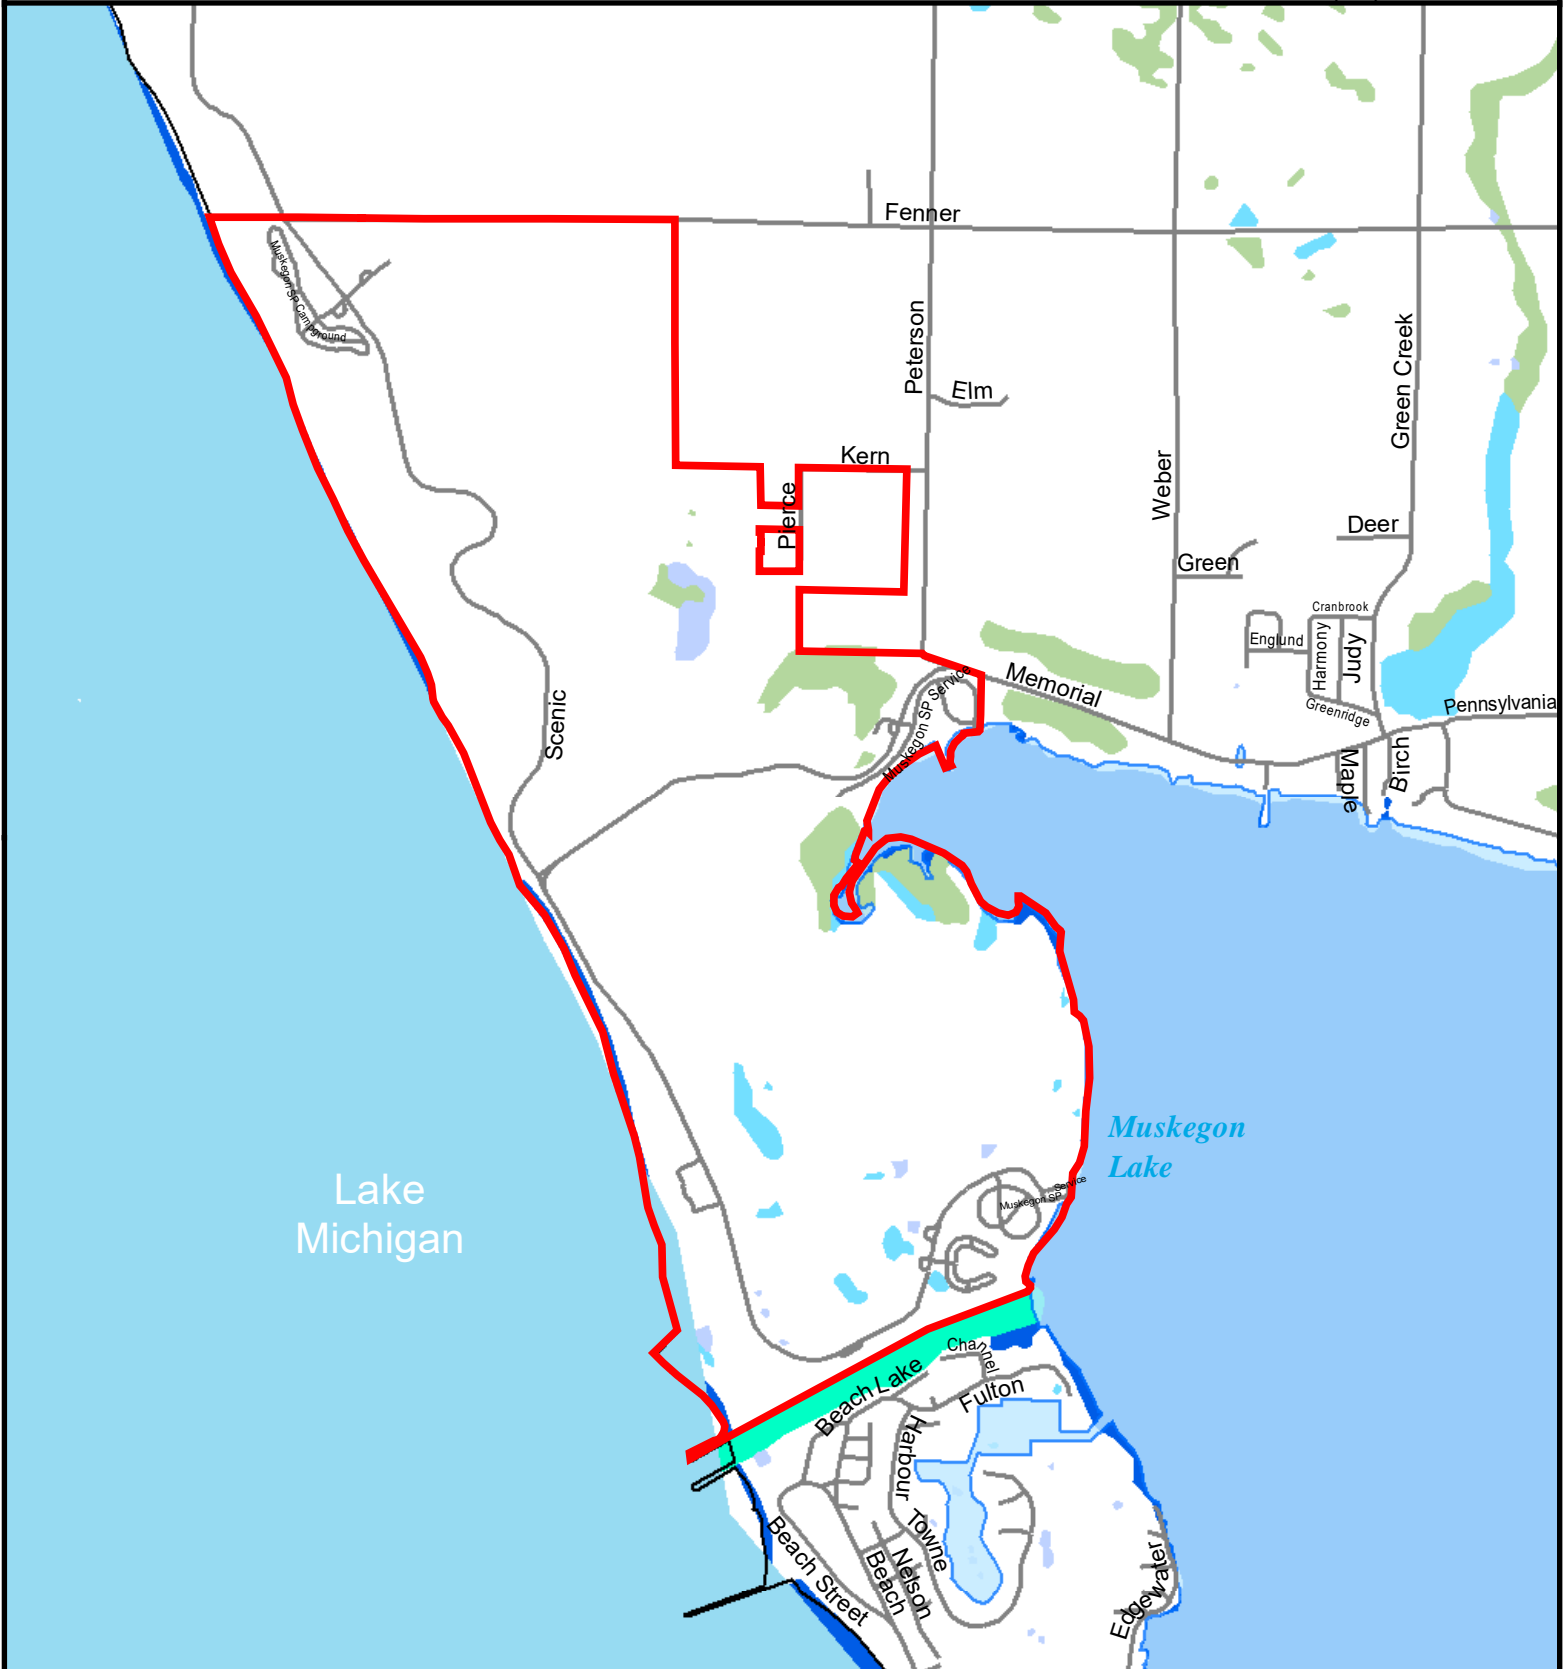 Fenner
Muskegon SP Campground
Peterson
Green Creek
Elm
Kern
Weber
Pierce
Deer
Green
Cranbrook
Englund
Harmony
Judy
Memorial
Muskegon SP Service
Scenic
Greenridge
Pennsylvania
Maple
Birch
Muskegon
Lake
Lake
Michigan
Muskegon SP
Service
Channel
Beach Lake
Fulton
Harbour
Towne
Beach Street
Beach
Nelson
Edgewater